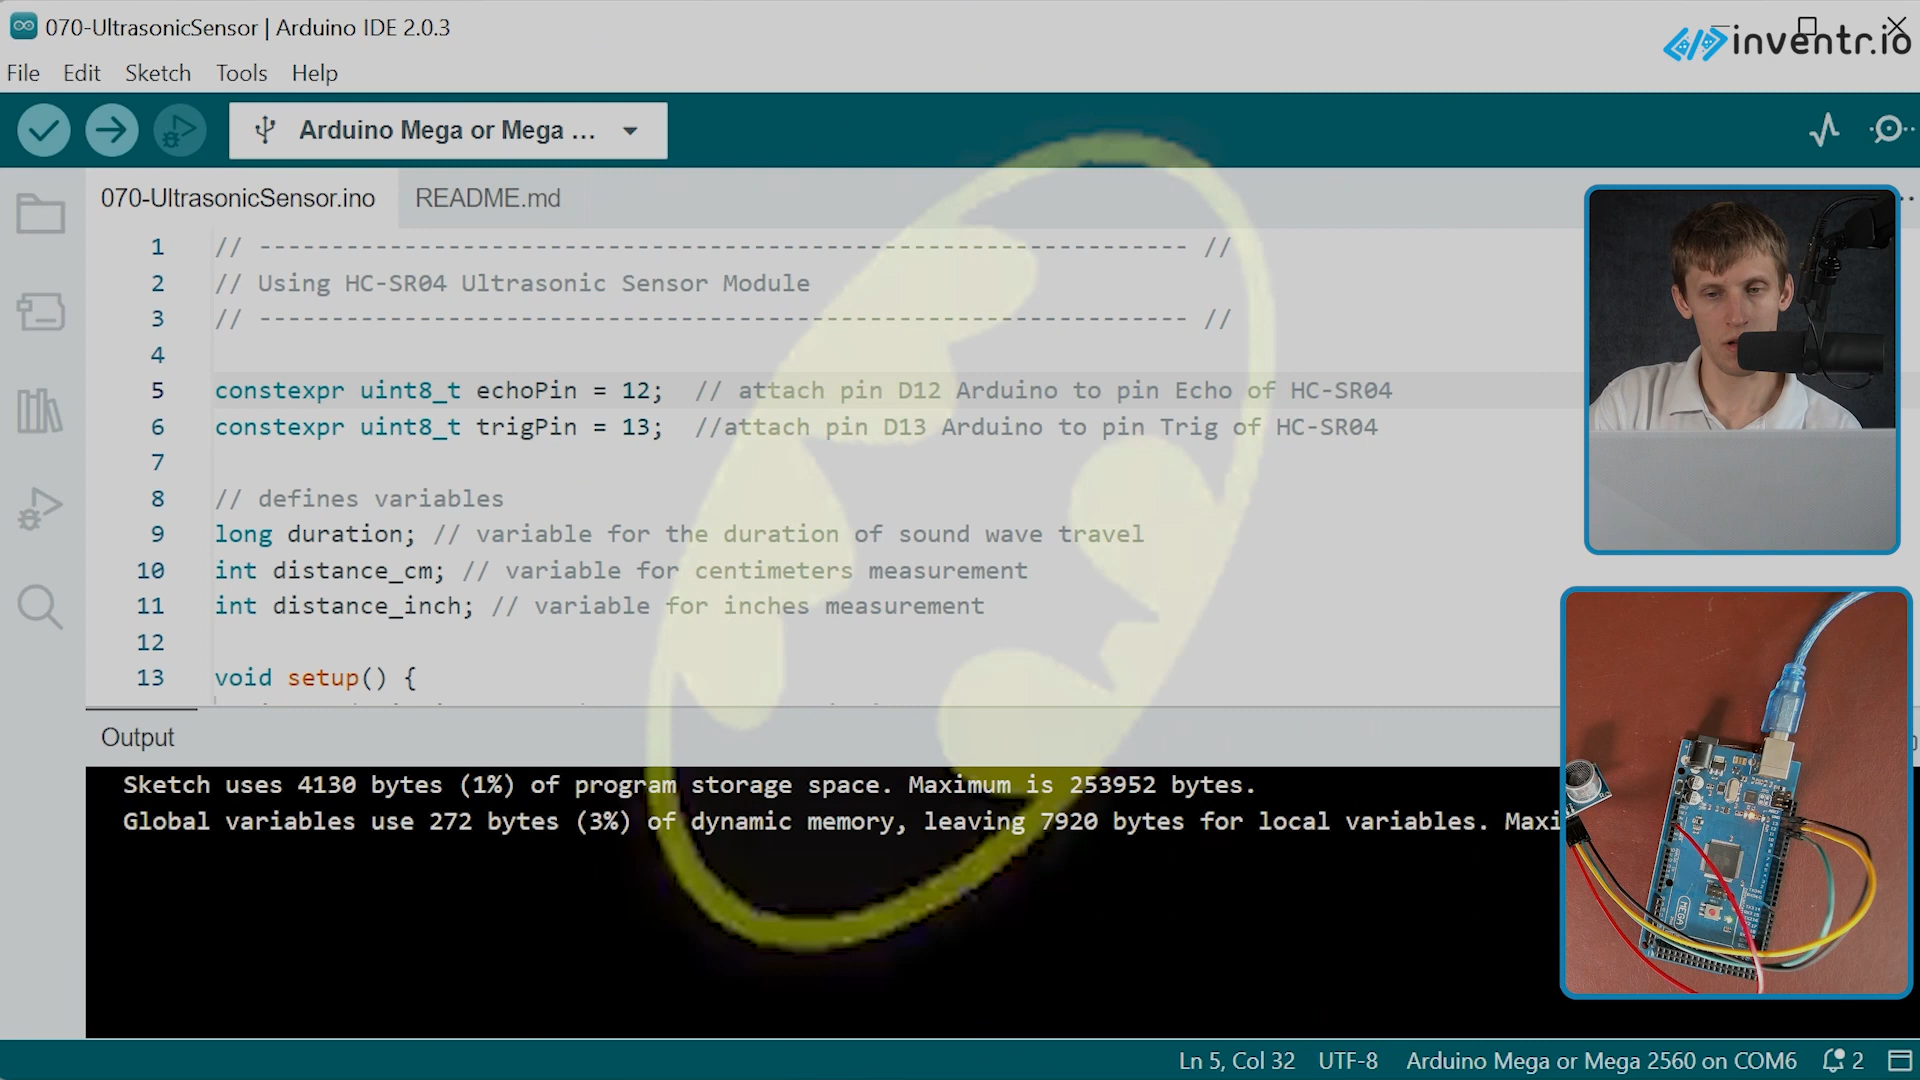 070-UltrasonicSensor | Arduino IDE 2.0.3
inventr.io
File Edit Sketch Tools Help
Arduino Mega or Mega ...
070-UltrasonicSensor.ino README.md
1 // ---------------------------------------------------------------- //
2 // Using HC-SR04 Ultrasonic Sensor Module
3 // ---------------------------------------------------------------- //
4
5 constexpr uint8_t echoPin = 12; // attach pin D12 Arduino to pin Echo of HC-SR04
6 constexpr uint8_t trigPin = 13; //attach pin D13 Arduino to pin Trig of HC-SR04
7
8 // defines variables
9 long duration; // variable for the duration of sound wave travel
10 int distance_cm; // variable for centimeters measurement
11 int distance_inch; // variable for inches measurement
12
13 void setup() {
Output
Sketch uses 4130 bytes (1%) of program storage space. Maximum is 253952 bytes.
Global variables use 272 bytes (3%) of dynamic memory, leaving 7920 bytes for local variables. Maxi
MEGA
Ln 5, Col 32 UTF-8 Arduino Mega or Mega 2560 on COM6 2